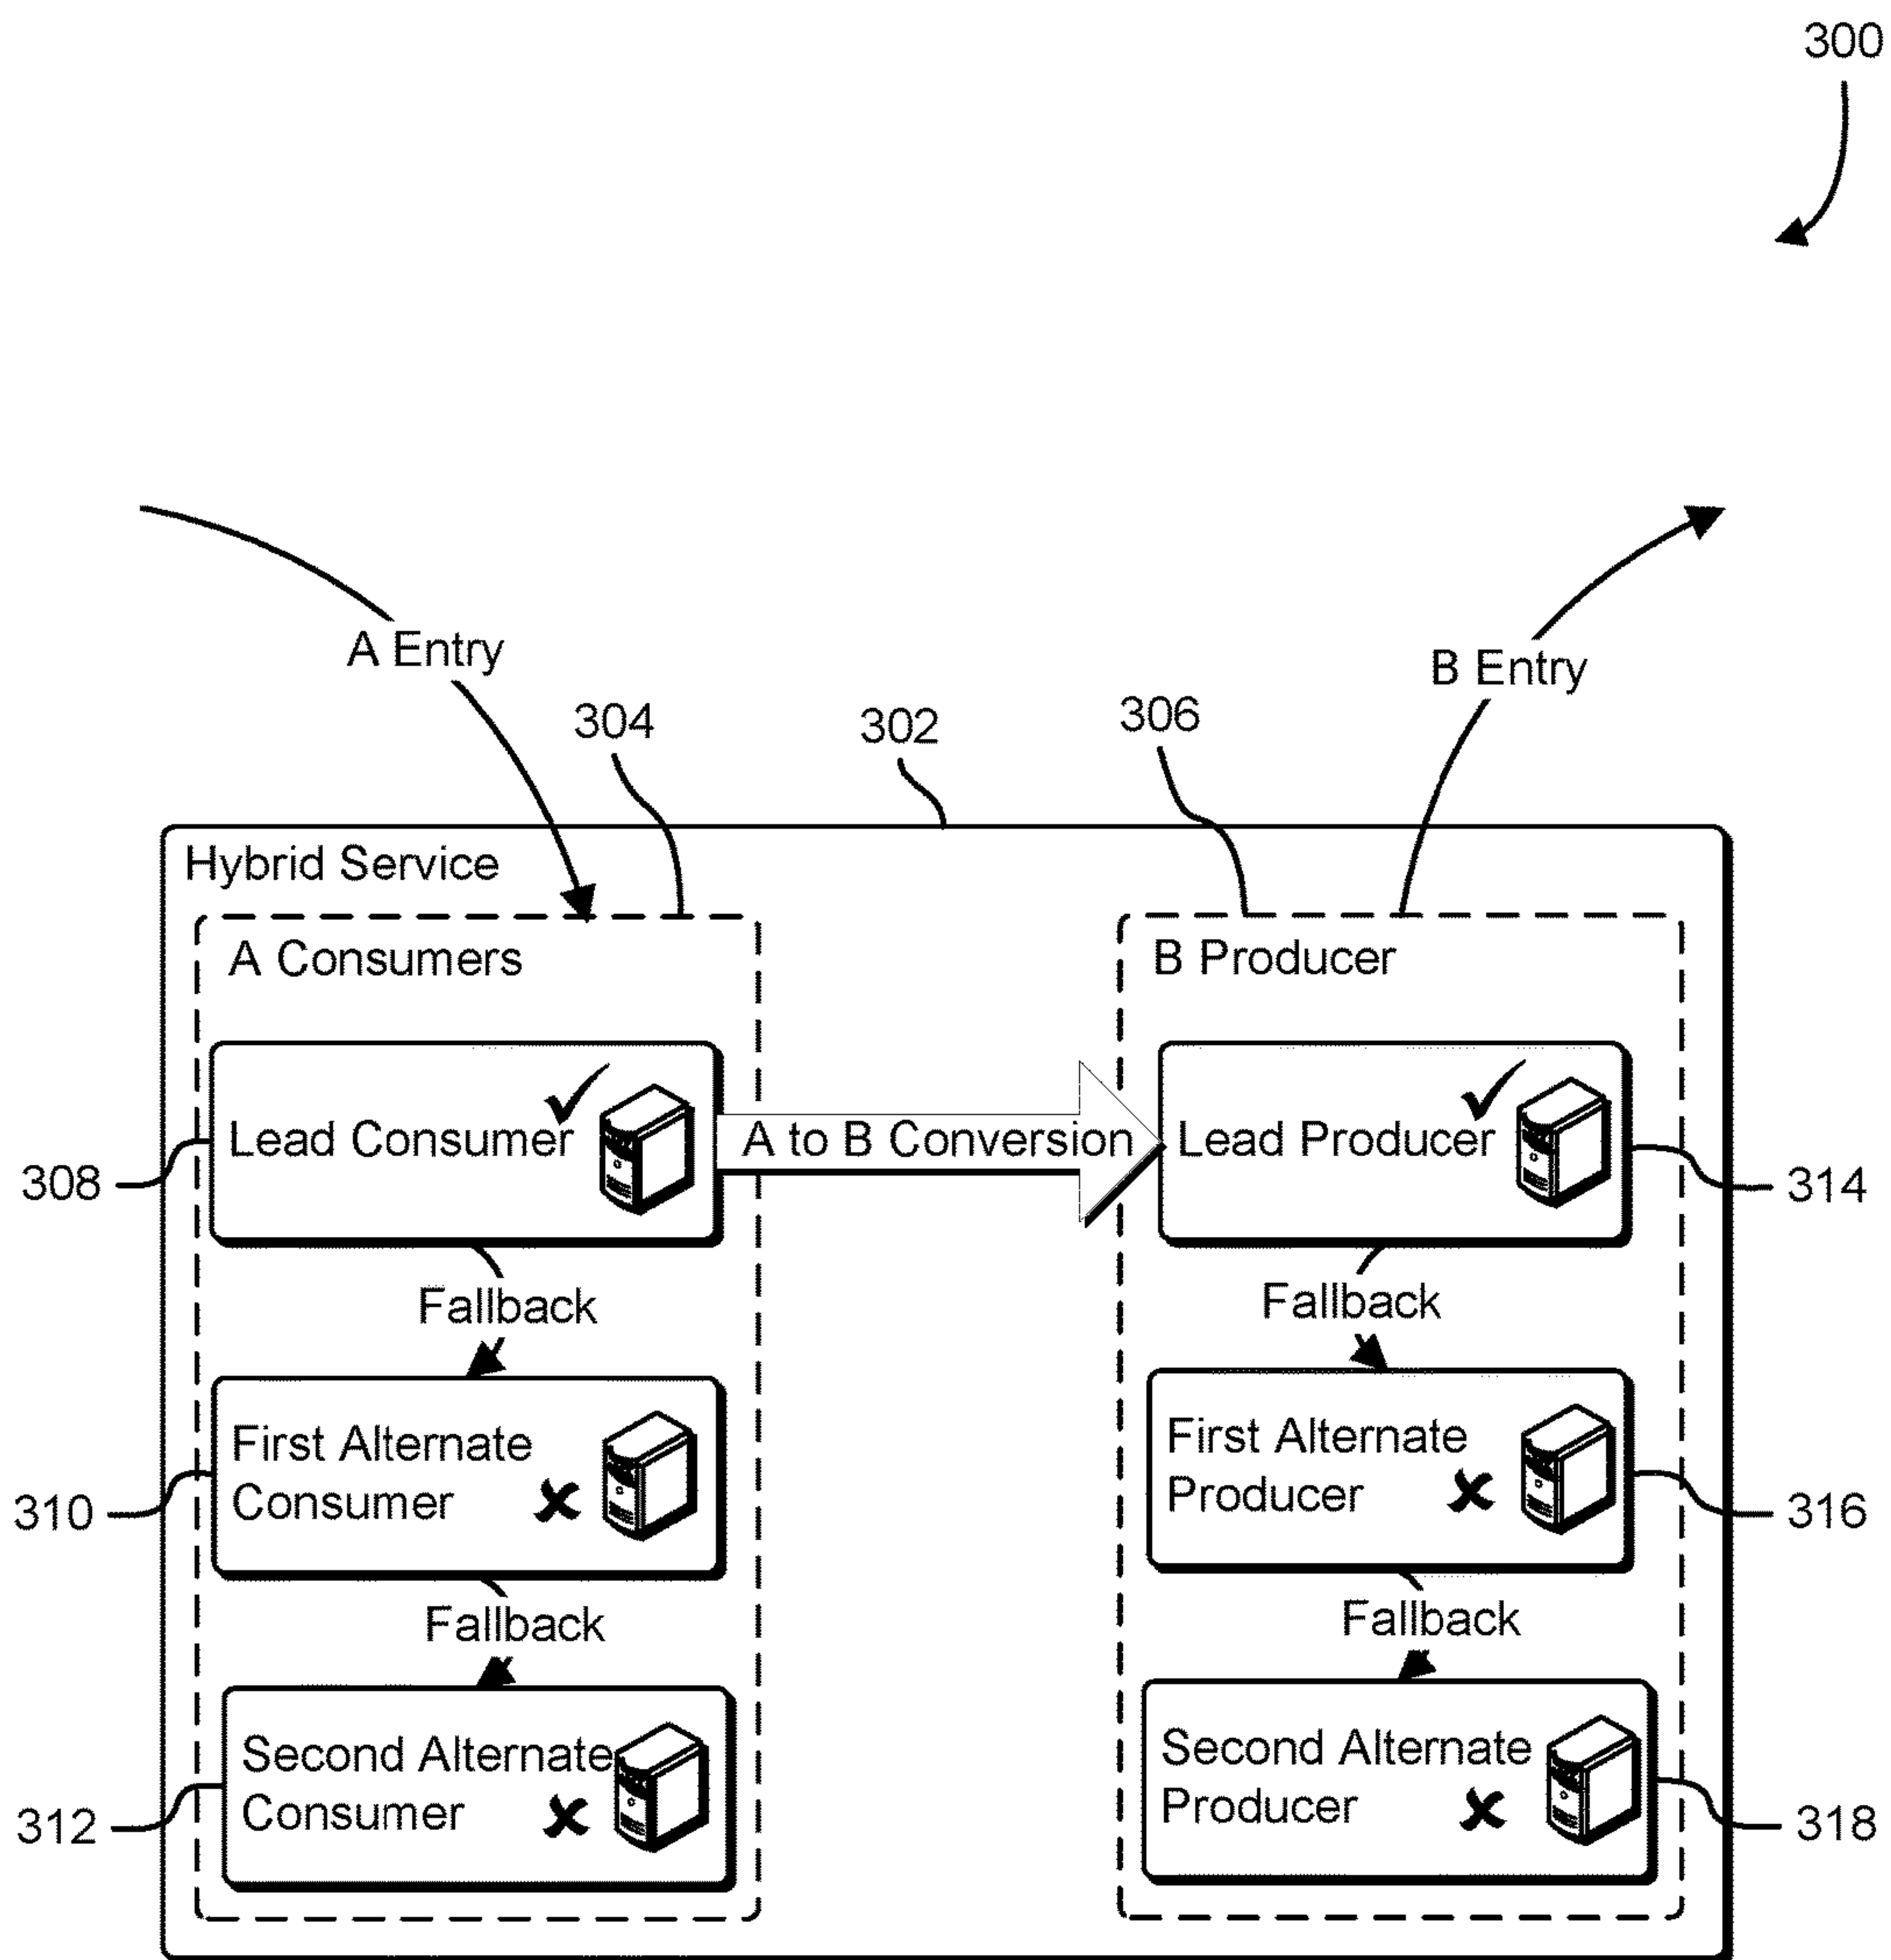 300
A Entry
B Entry
304
302
306
Hybrid Service
A Consumers
B Producer
Lead Consumer
A to B Conversion
Lead Producer
308
314
Fallback
Fallback
First Alternate
Consumer
First Alternate
Producer
310
316
Fallback
Fallback
Second Alternate
Consumer
Second Alternate
Producer
312
318